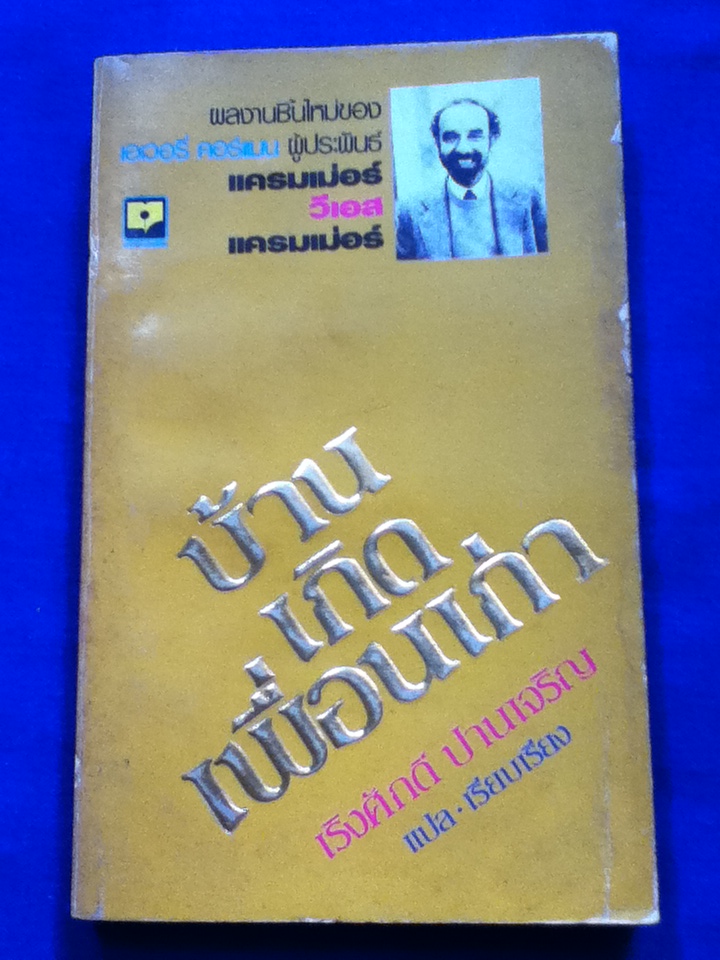 ผลงานชิ้นใหม่ของ
เอเวอรี่ คอร์แมน ผู้ประพันธ์
แครมเม่อร์
วีเอส
แครมเม่อร์
บ้าน
เกิด
เพื่อนเก่า
เริงศักดิ์ ปานเจริญ
แปล · เรียบเรียง